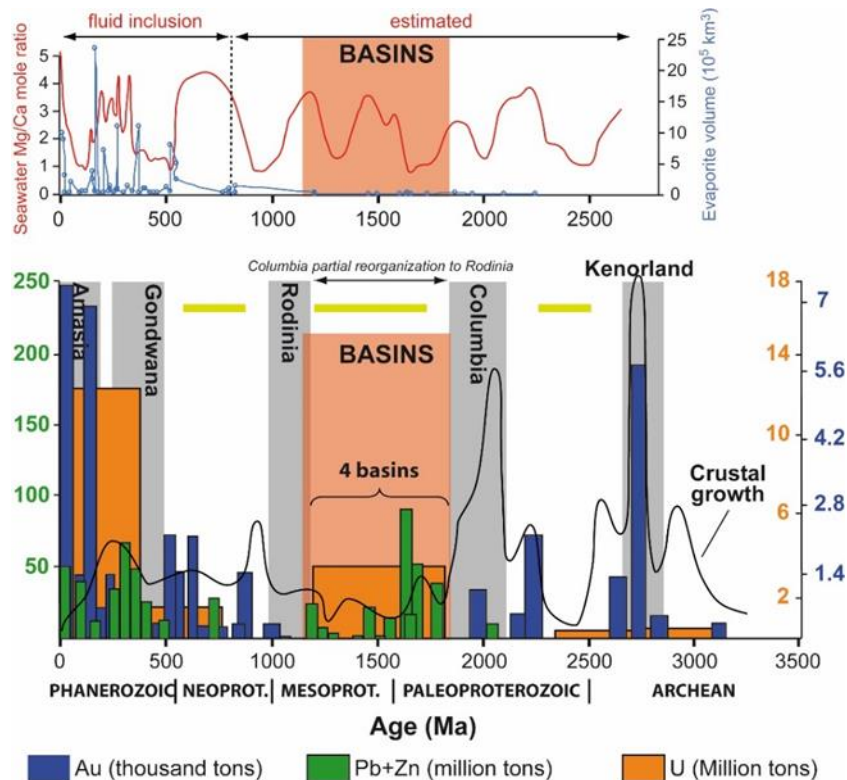 fluid inclusion
estimated
Seawater Mg/Ca mole ratio
5
4
3
2
1
0
BASINS
25
20
15
10
5
0
Evaporite volume (10⁵ km³)
0
500
1000
1500
2000
2500
Columbia partial reorganization to Rodinia
Kenorland
250
200
150
100
50
Amasia
Gondwana
Rodinia
BASINS
4 basins
Columbia
Crustal
growth
18
14
10
6
2
7
5.6
4.2
2.8
1.4
0
500
1000
1500
2000
2500
3000
3500
PHANEROZOIC
NEOPROT.
MESOPROT.
PALEOPROTEROZOIC
ARCHEAN
Age (Ma)
Au (thousand tons)
Pb+Zn (million tons)
U (Million tons)